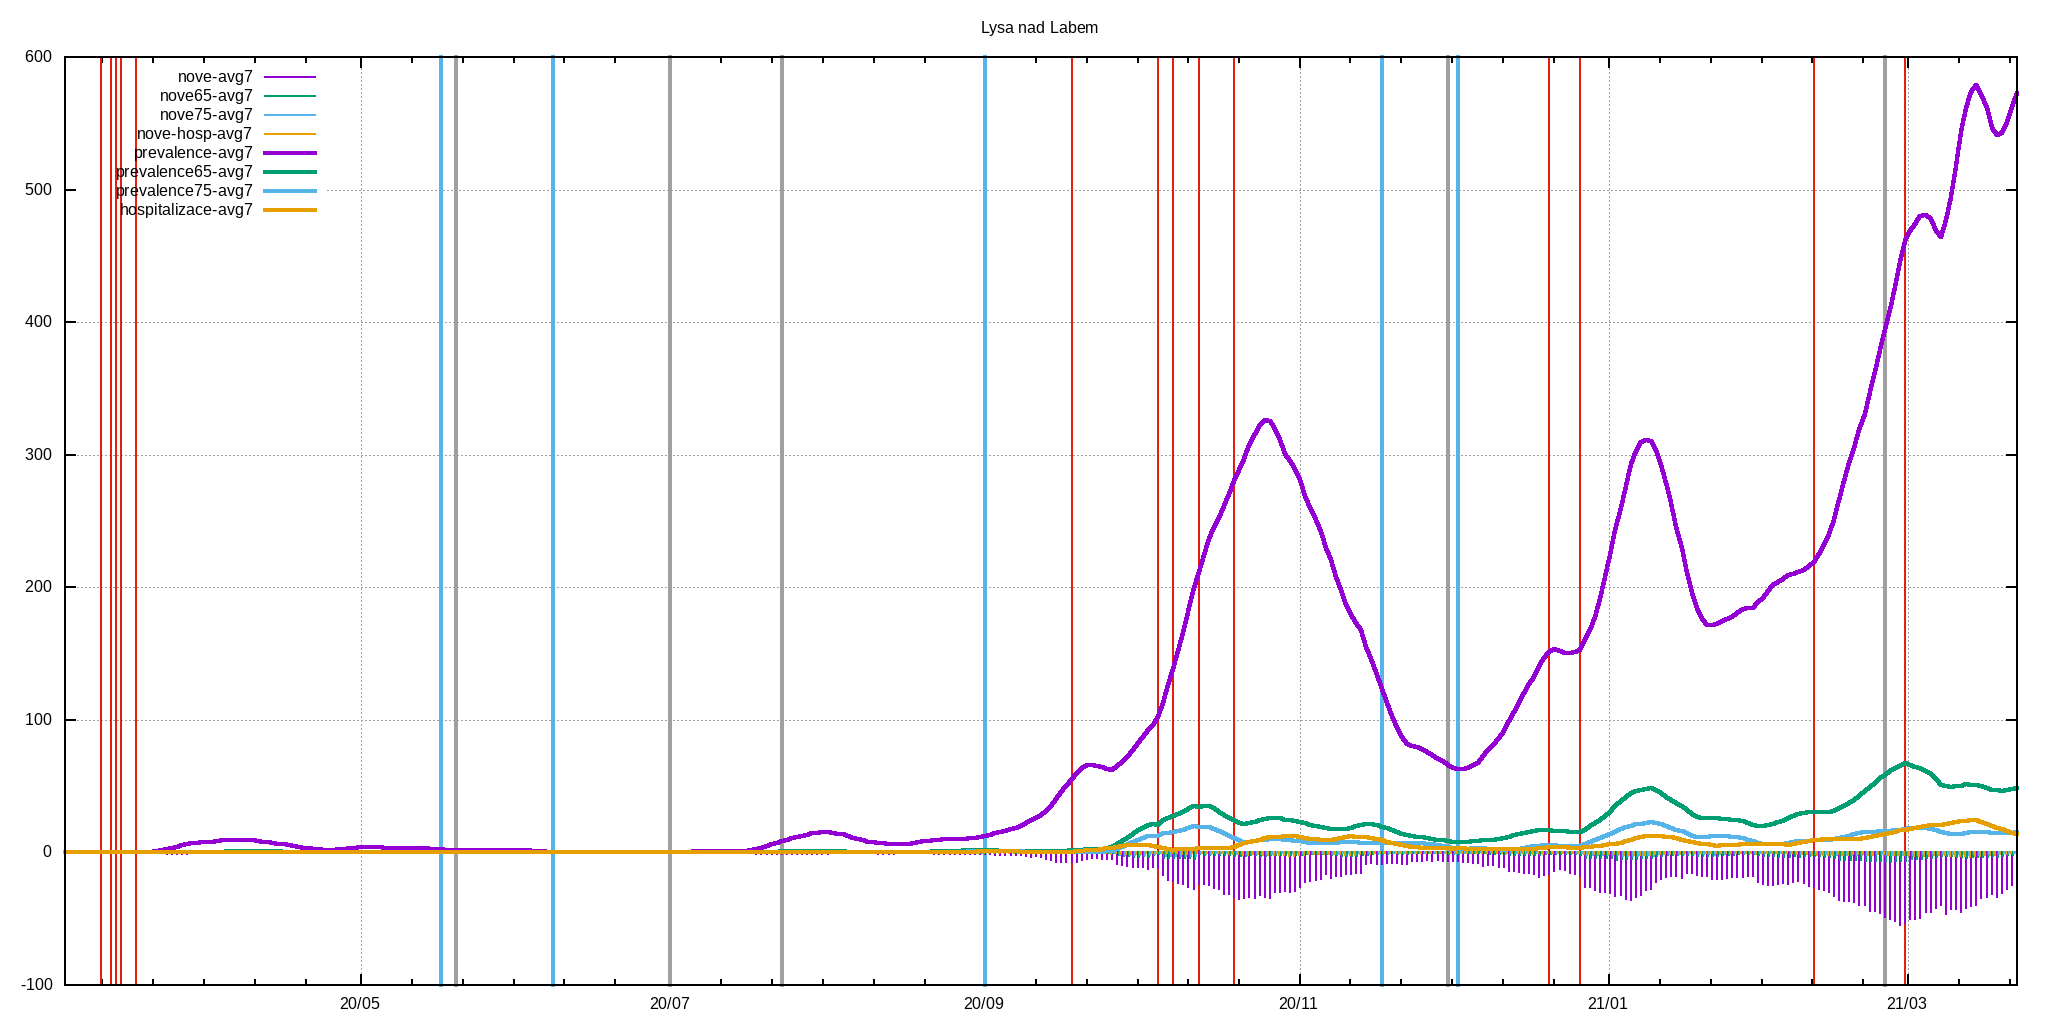 Lysa nad Labem
600
nove-avg7
nove65-avg7
nove75-avg7
nove-hosp-avg7
prevalence-avg7
prevalence65-avg7
prevalence75-avg7
hospitalizace-avg7
500
400
300
200
100
0
-100
20/05 20/07 20/09 20/11 21/01 21/03